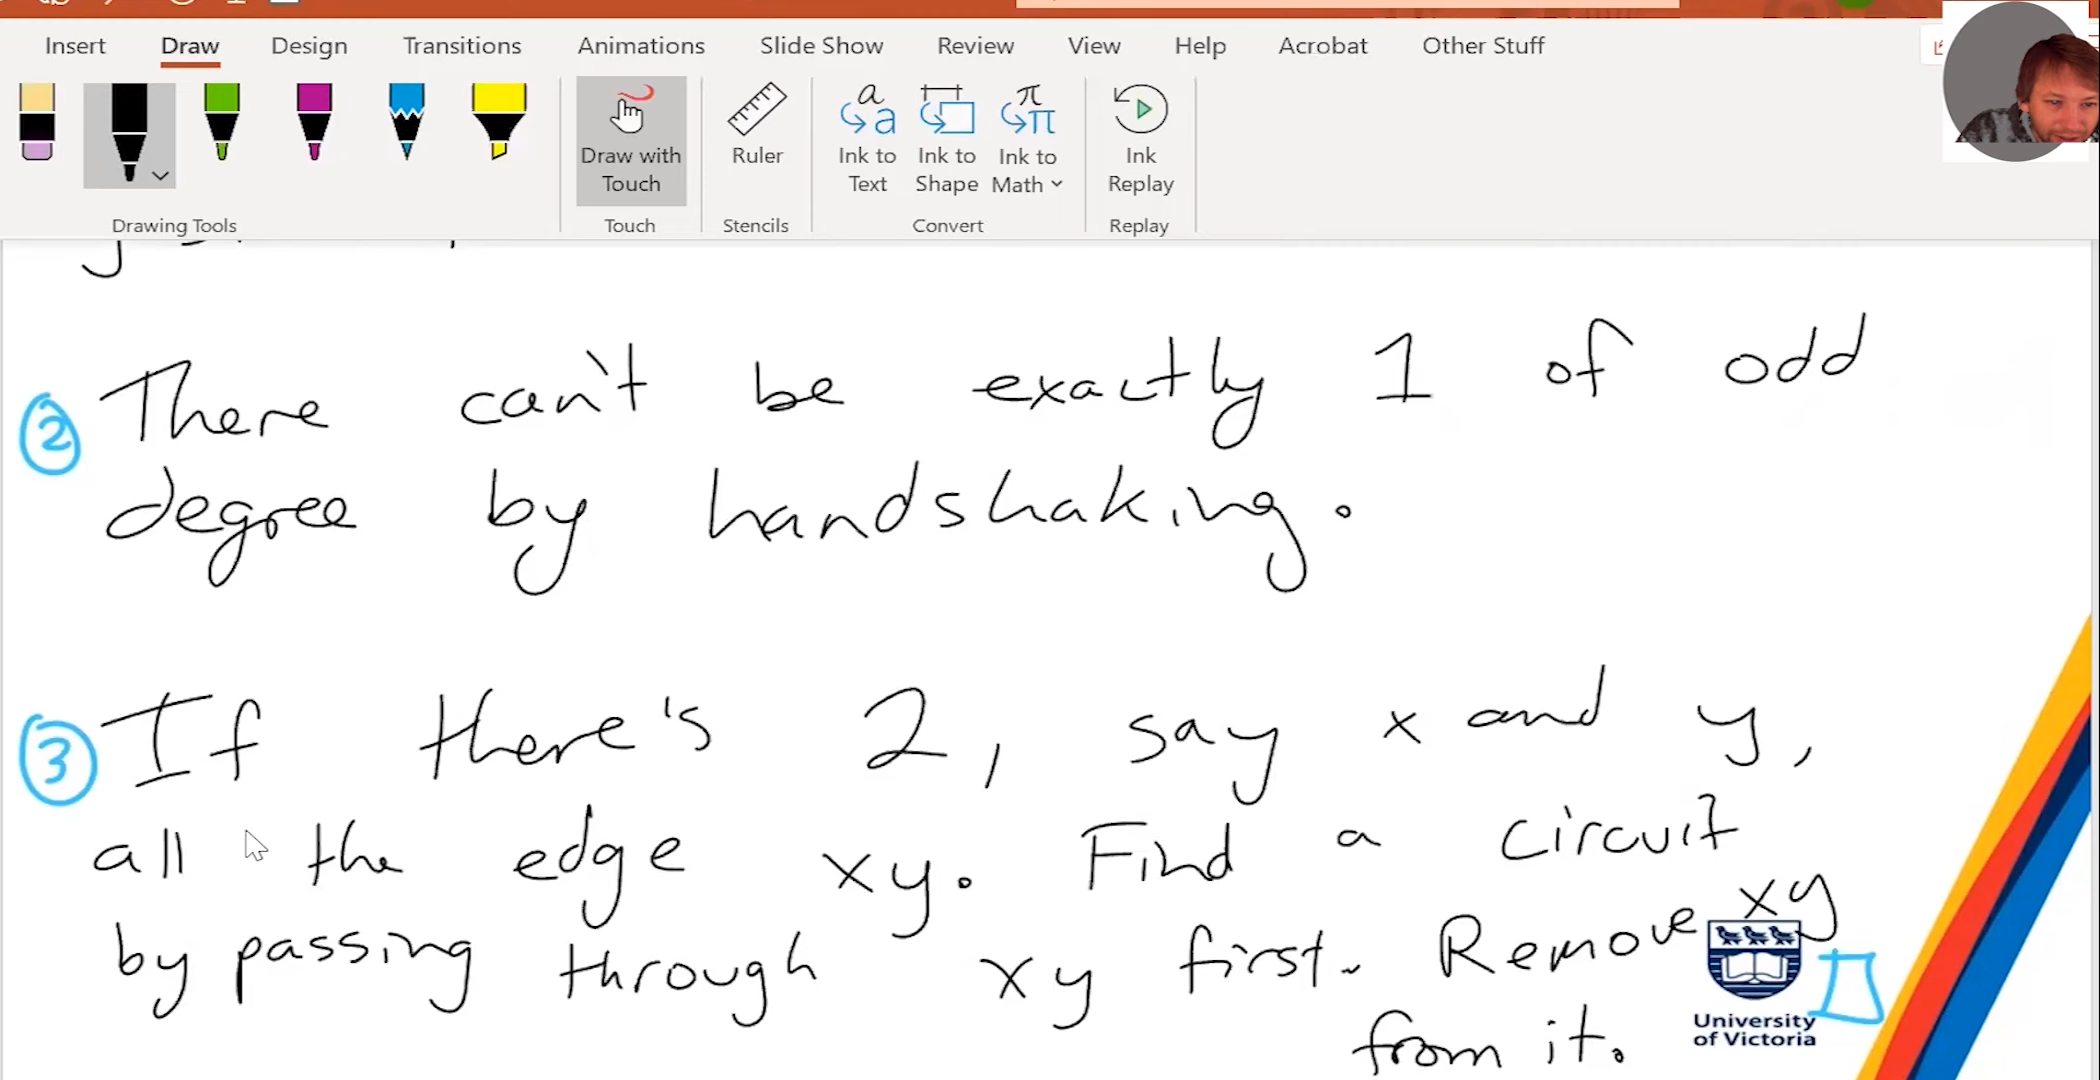 Insert Draw Design Transitions Animations Slide Show Review View Help Acrobat Other Stuff
Draw with Touch
Ruler
Ink to Text
Ink to Shape
Ink to Math
Ink Replay
Drawing Tools Touch Stencils Convert Replay
② There can't be exactly 1 of odd
degree by handshaking.
③ If there's 2, say x and y,
all the edge xy. Find a circuit
by passing through xy first. Remove xy
from it.
University
of Victoria